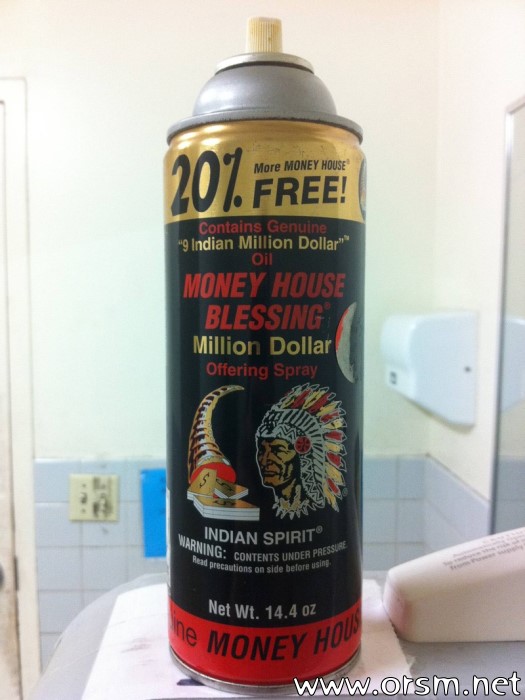 20% More MONEY HOUSE®
FREE!
Contains Genuine
"9 Indian Million Dollar"™
Oil
MONEY HOUSE
BLESSING®
Million Dollar
Offering Spray
INDIAN SPIRIT®
WARNING: CONTENTS UNDER PRESSURE.
Read precautions on side before using.
Net Wt. 14.4 oz
ine MONEY HOUS
www.orsm.net